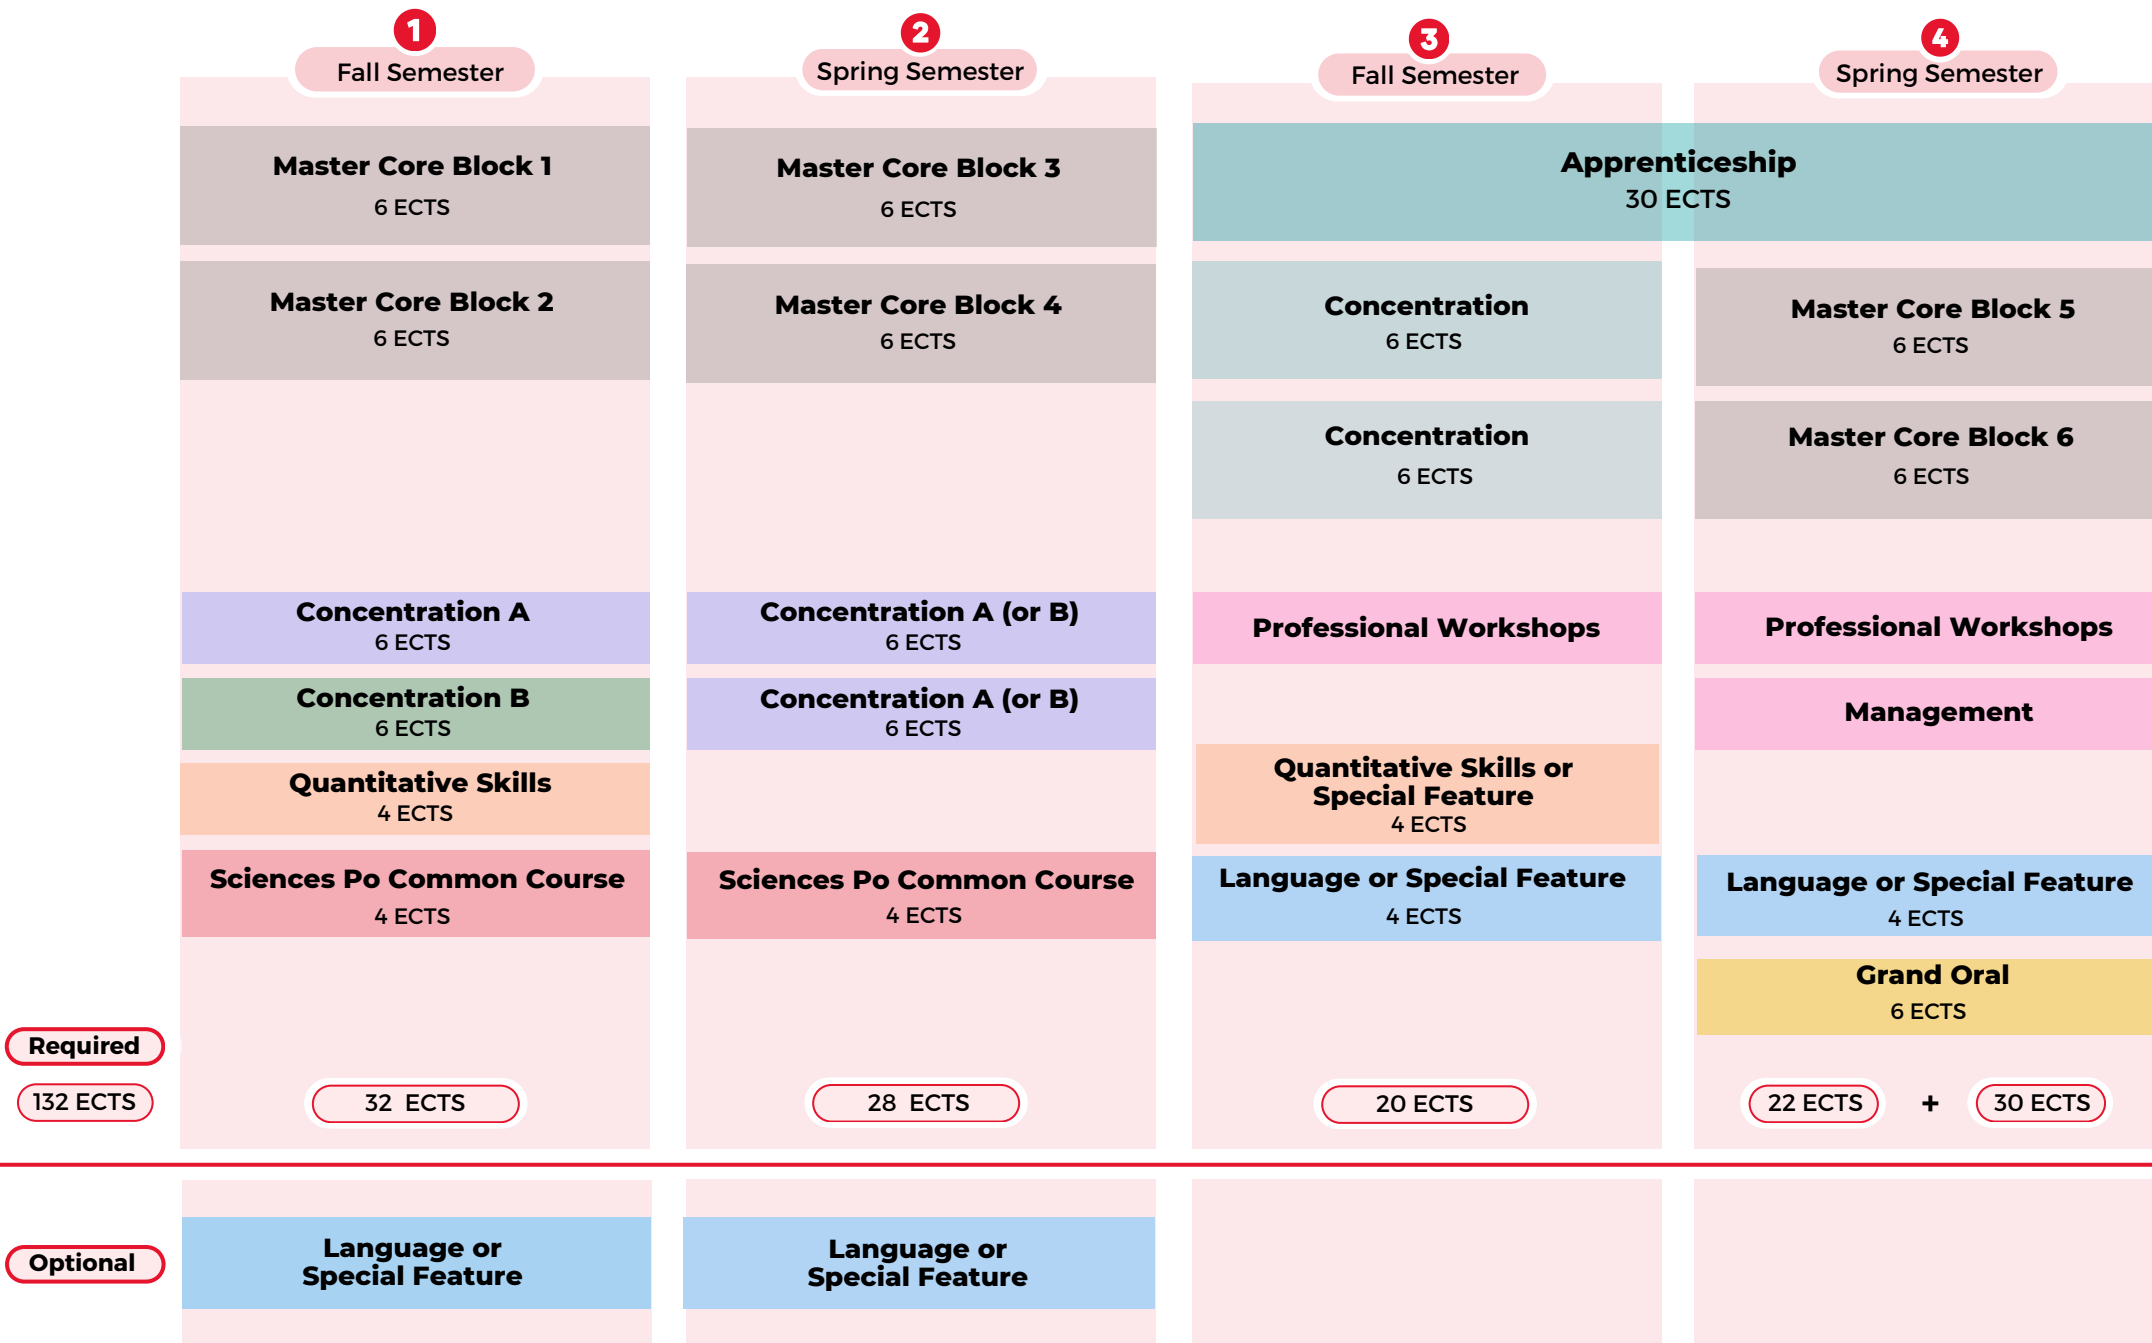 1
Fall Semester
Master Core Block 1
6 ECTS
Master Core Block 2
6 ECTS
Concentration A
6 ECTS
Concentration B
6 ECTS
Quantitative Skills
4 ECTS
Sciences Po Common Course
4 ECTS
2
Spring Semester
Master Core Block 3
6 ECTS
Master Core Block 4
6 ECTS
Concentration A (or B)
6 ECTS
Concentration A (or B)
6 ECTS
Sciences Po Common Course
4 ECTS
3
Fall Semester
4
Spring Semester
Apprenticeship
30 ECTS
Concentration
6 ECTS
Concentration
6 ECTS
Professional Workshops
Quantitative Skills or
Special Feature
4 ECTS
Language or Special Feature
4 ECTS
Master Core Block 5
6 ECTS
Master Core Block 6
6 ECTS
Professional Workshops
Management
Language or Special Feature
4 ECTS
Grand Oral
6 ECTS
Required
132 ECTS
32 ECTS
28 ECTS
20 ECTS
22 ECTS + 30 ECTS
Optional
Language or
Special Feature
Language or
Special Feature